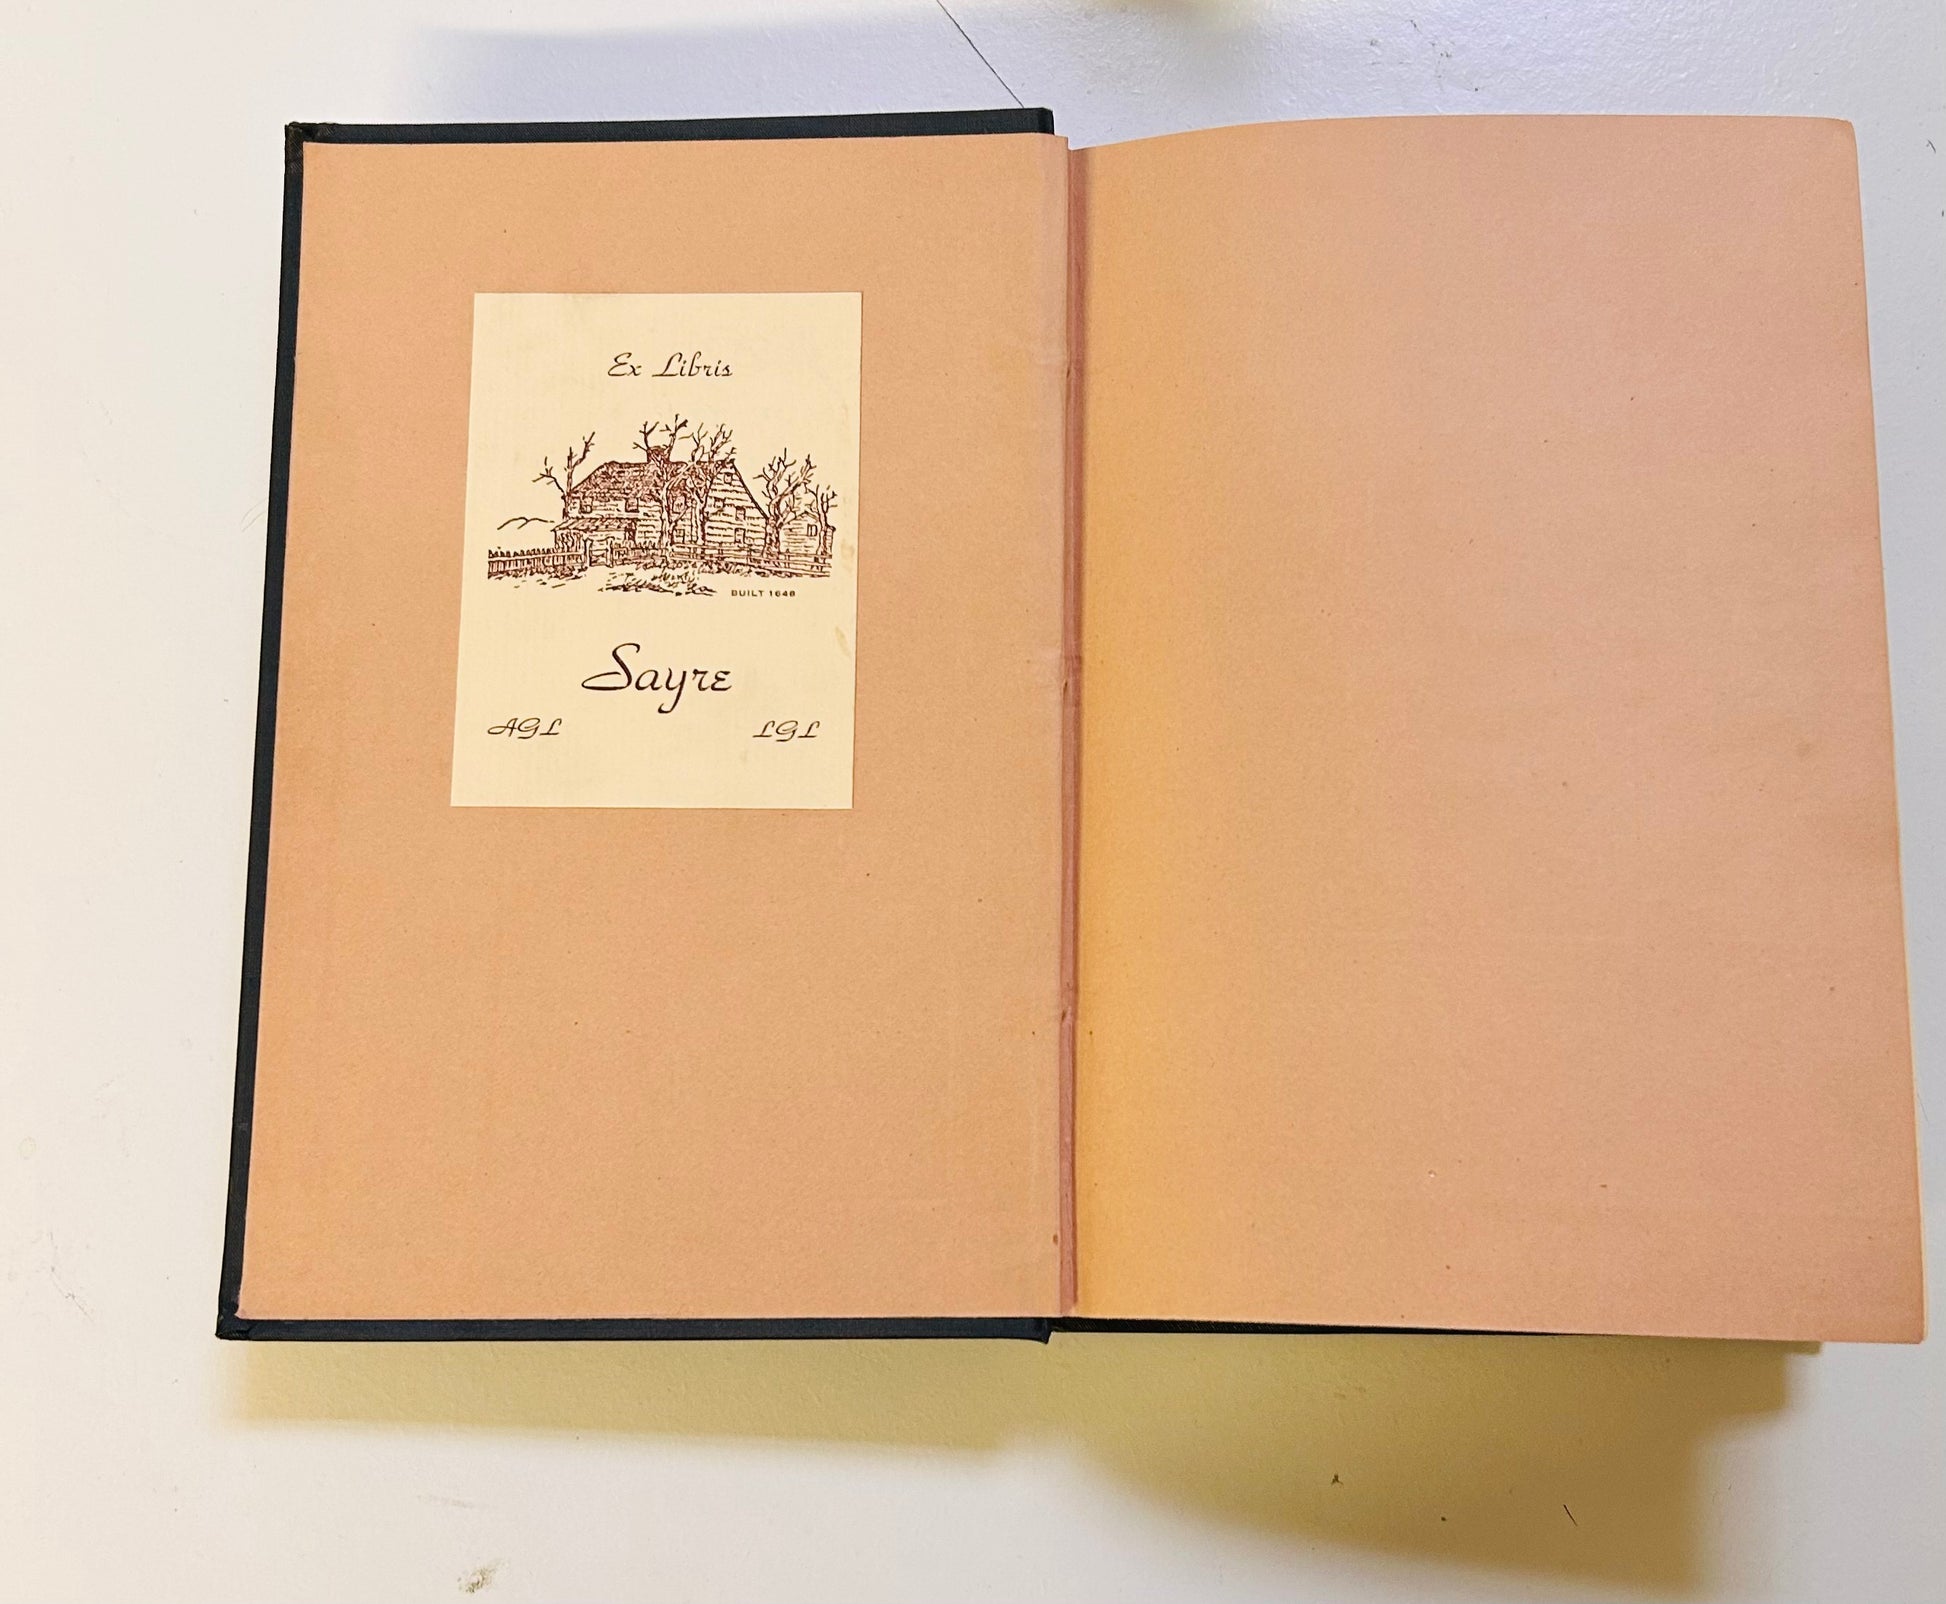 Ex Libris
BUILT 1648
Sayre
AGL LGL